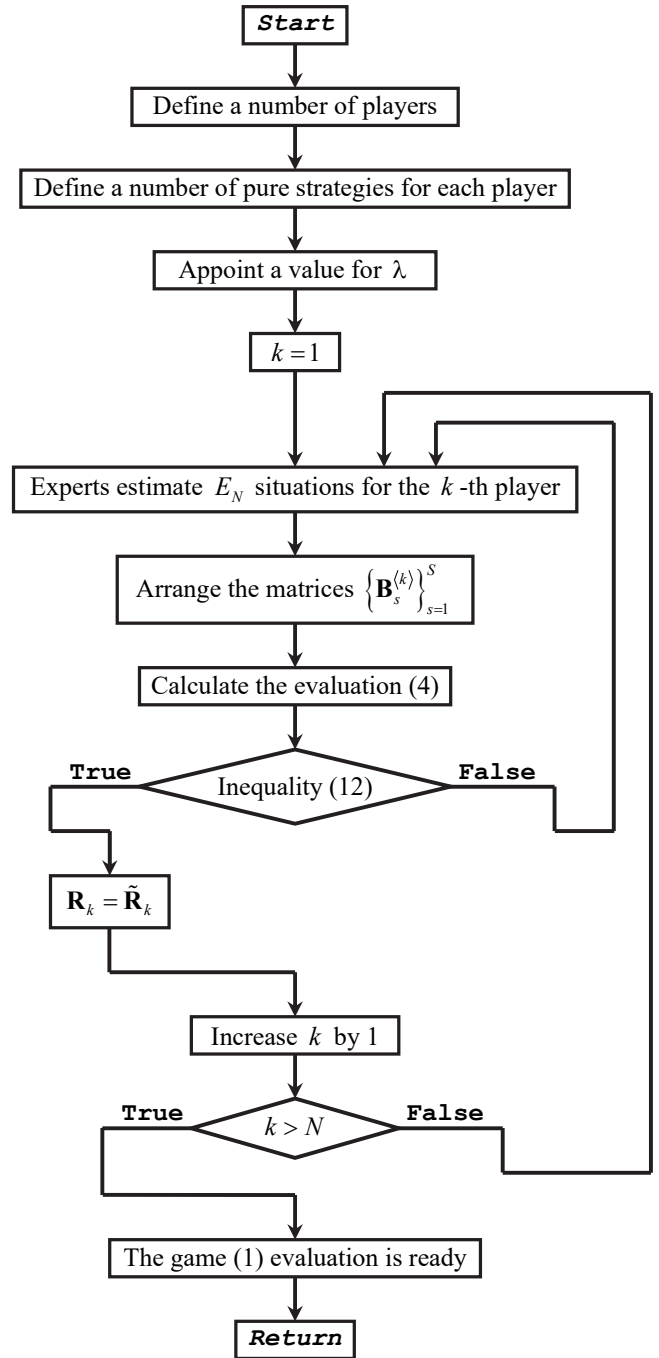 Start
Define a number of players
Define a number of pure strategies for each player
Appoint a value for λ
k = 1
Experts estimate E_N situations for the k -th player
Arrange the matrices {B_s^⟨k⟩}_{s=1}^S
Calculate the evaluation (4)
True
False
Inequality (12)
R_k = R̃_k
Increase k by 1
True
False
k > N
The game (1) evaluation is ready
Return